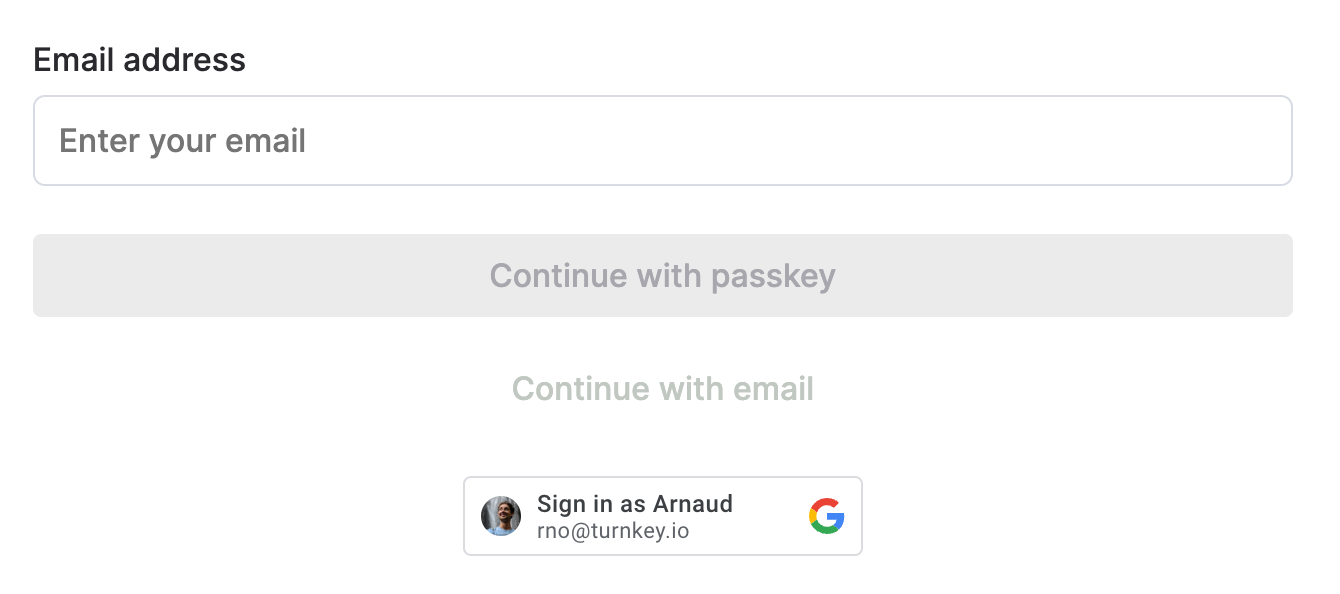 Email address
Enter your email
Continue with passkey
Continue with email
Sign in as Arnaud
rno@turnkey.io